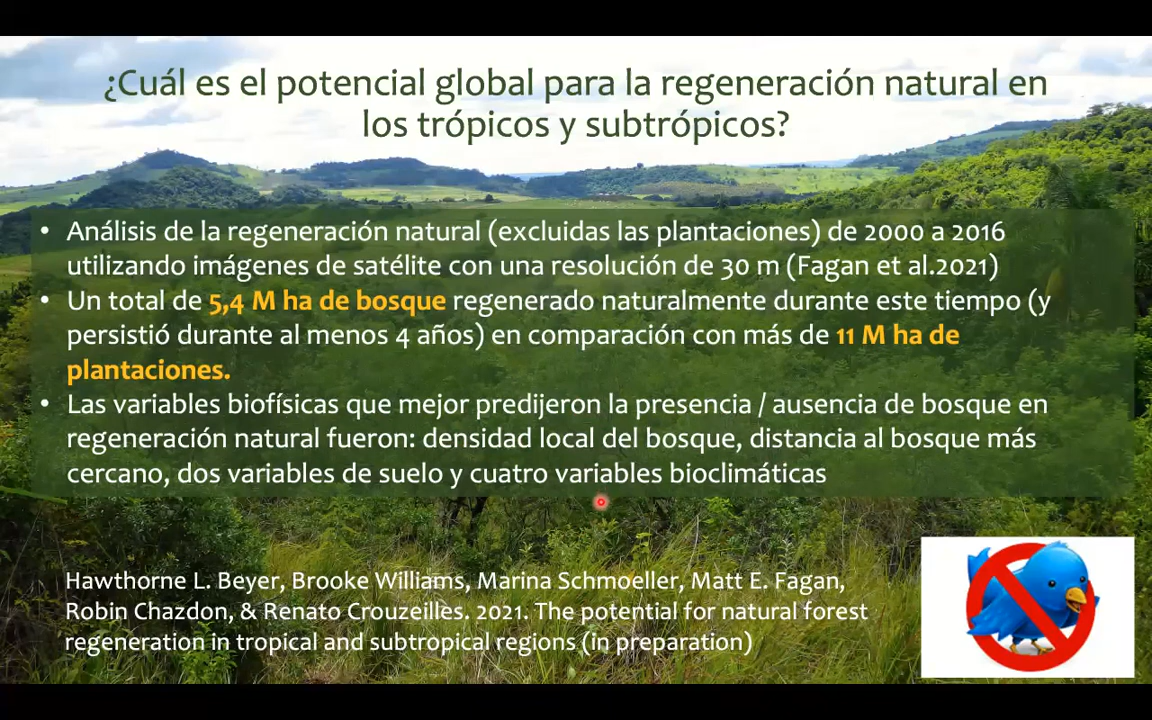 ¿Cuál es el potencial global para la regeneración natural en
los trópicos y subtrópicos?
• Análisis de la regeneración natural (excluidas las plantaciones) de 2000 a 2016
utilizando imágenes de satélite con una resolución de 30 m (Fagan et al.2021)
• Un total de 5,4 M ha de bosque regenerado naturalmente durante este tiempo (y
persistió durante al menos 4 años) en comparación con más de 11 M ha de
plantaciones.
• Las variables biofísicas que mejor predijeron la presencia / ausencia de bosque en
regeneración natural fueron: densidad local del bosque, distancia al bosque más
cercano, dos variables de suelo y cuatro variables bioclimáticas
Hawthorne L. Beyer, Brooke Williams, Marina Schmoeller, Matt E. Fagan,
Robin Chazdon, & Renato Crouzeilles. 2021. The potential for natural forest
regeneration in tropical and subtropical regions (in preparation)